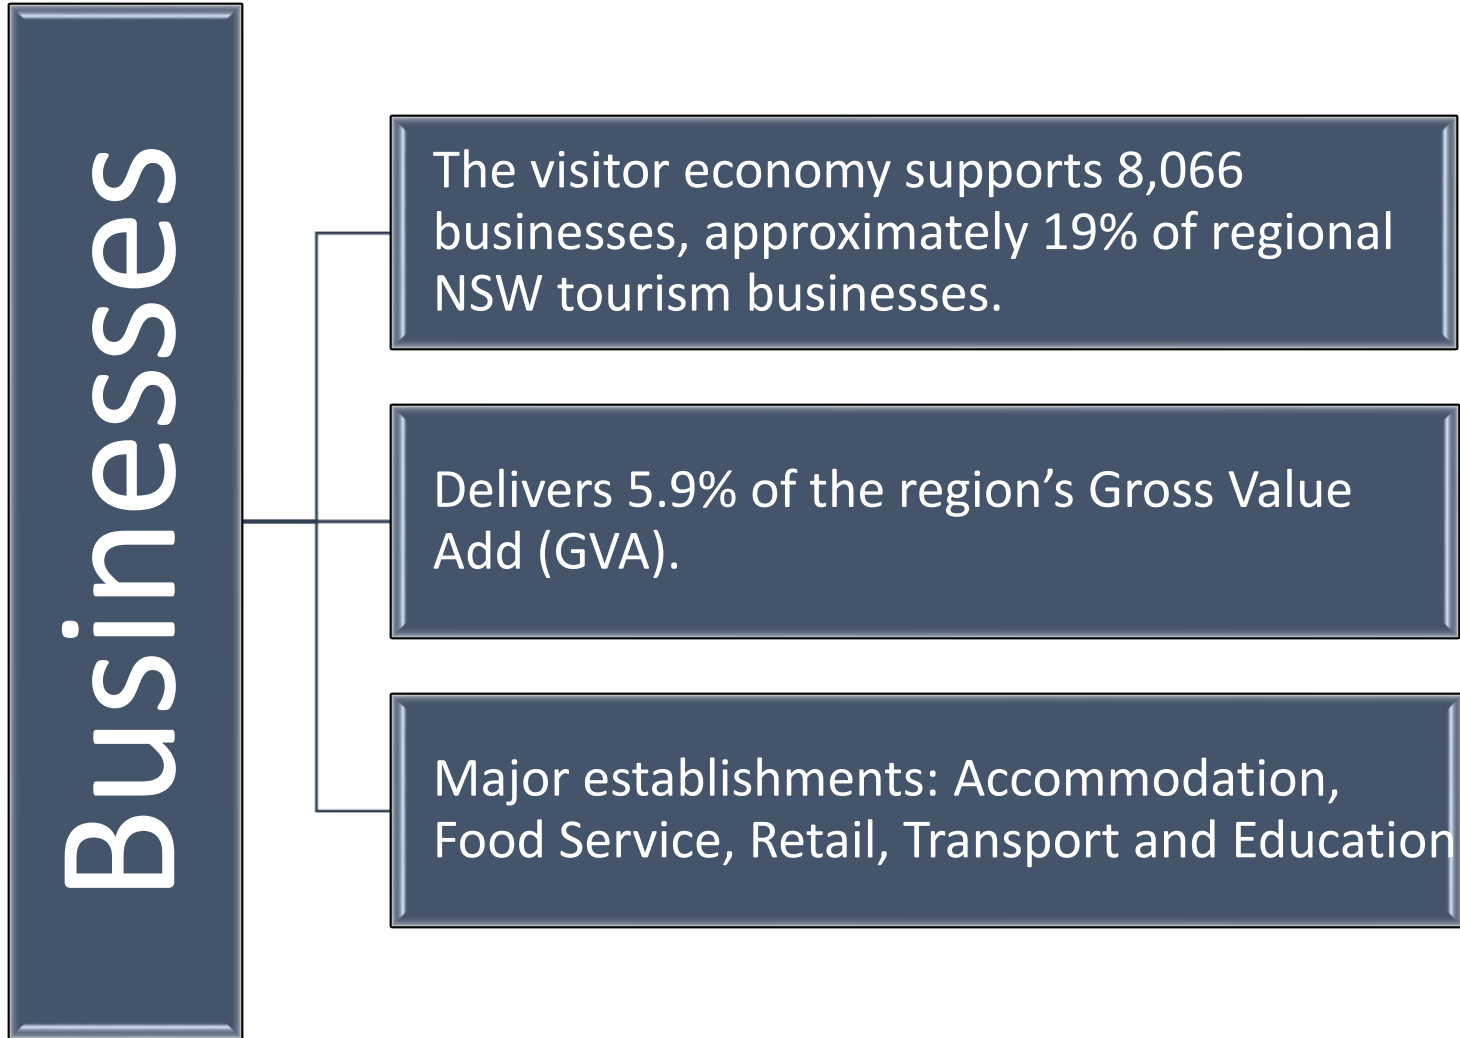 Businesses
The visitor economy supports 8,066
businesses, approximately 19% of regional
NSW tourism businesses.
Delivers 5.9% of the region’s Gross Value
Add (GVA).
Major establishments: Accommodation,
Food Service, Retail, Transport and Education